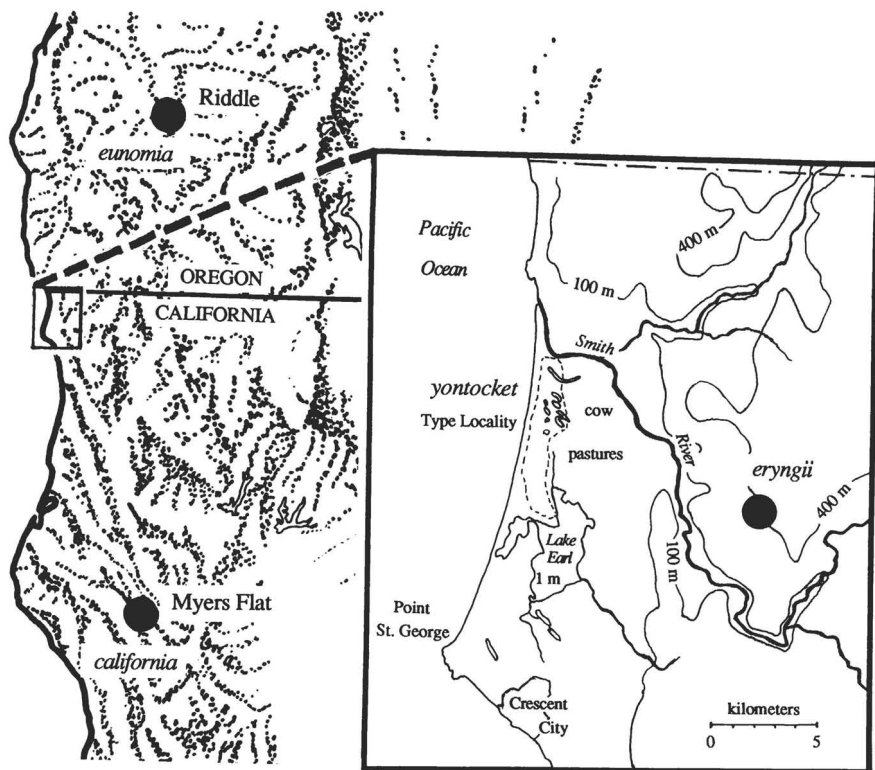 Riddle
eunomia
OREGON
CALIFORNIA
Myers Flat
california
Pacific
Ocean
400 m
100 m
Smith
yontocket
Type Locality
cow
pastures
River
eryngii
400 m
Lake
Earl
1 m
100 m
Point
St. George
Crescent
City
kilometers
0 5